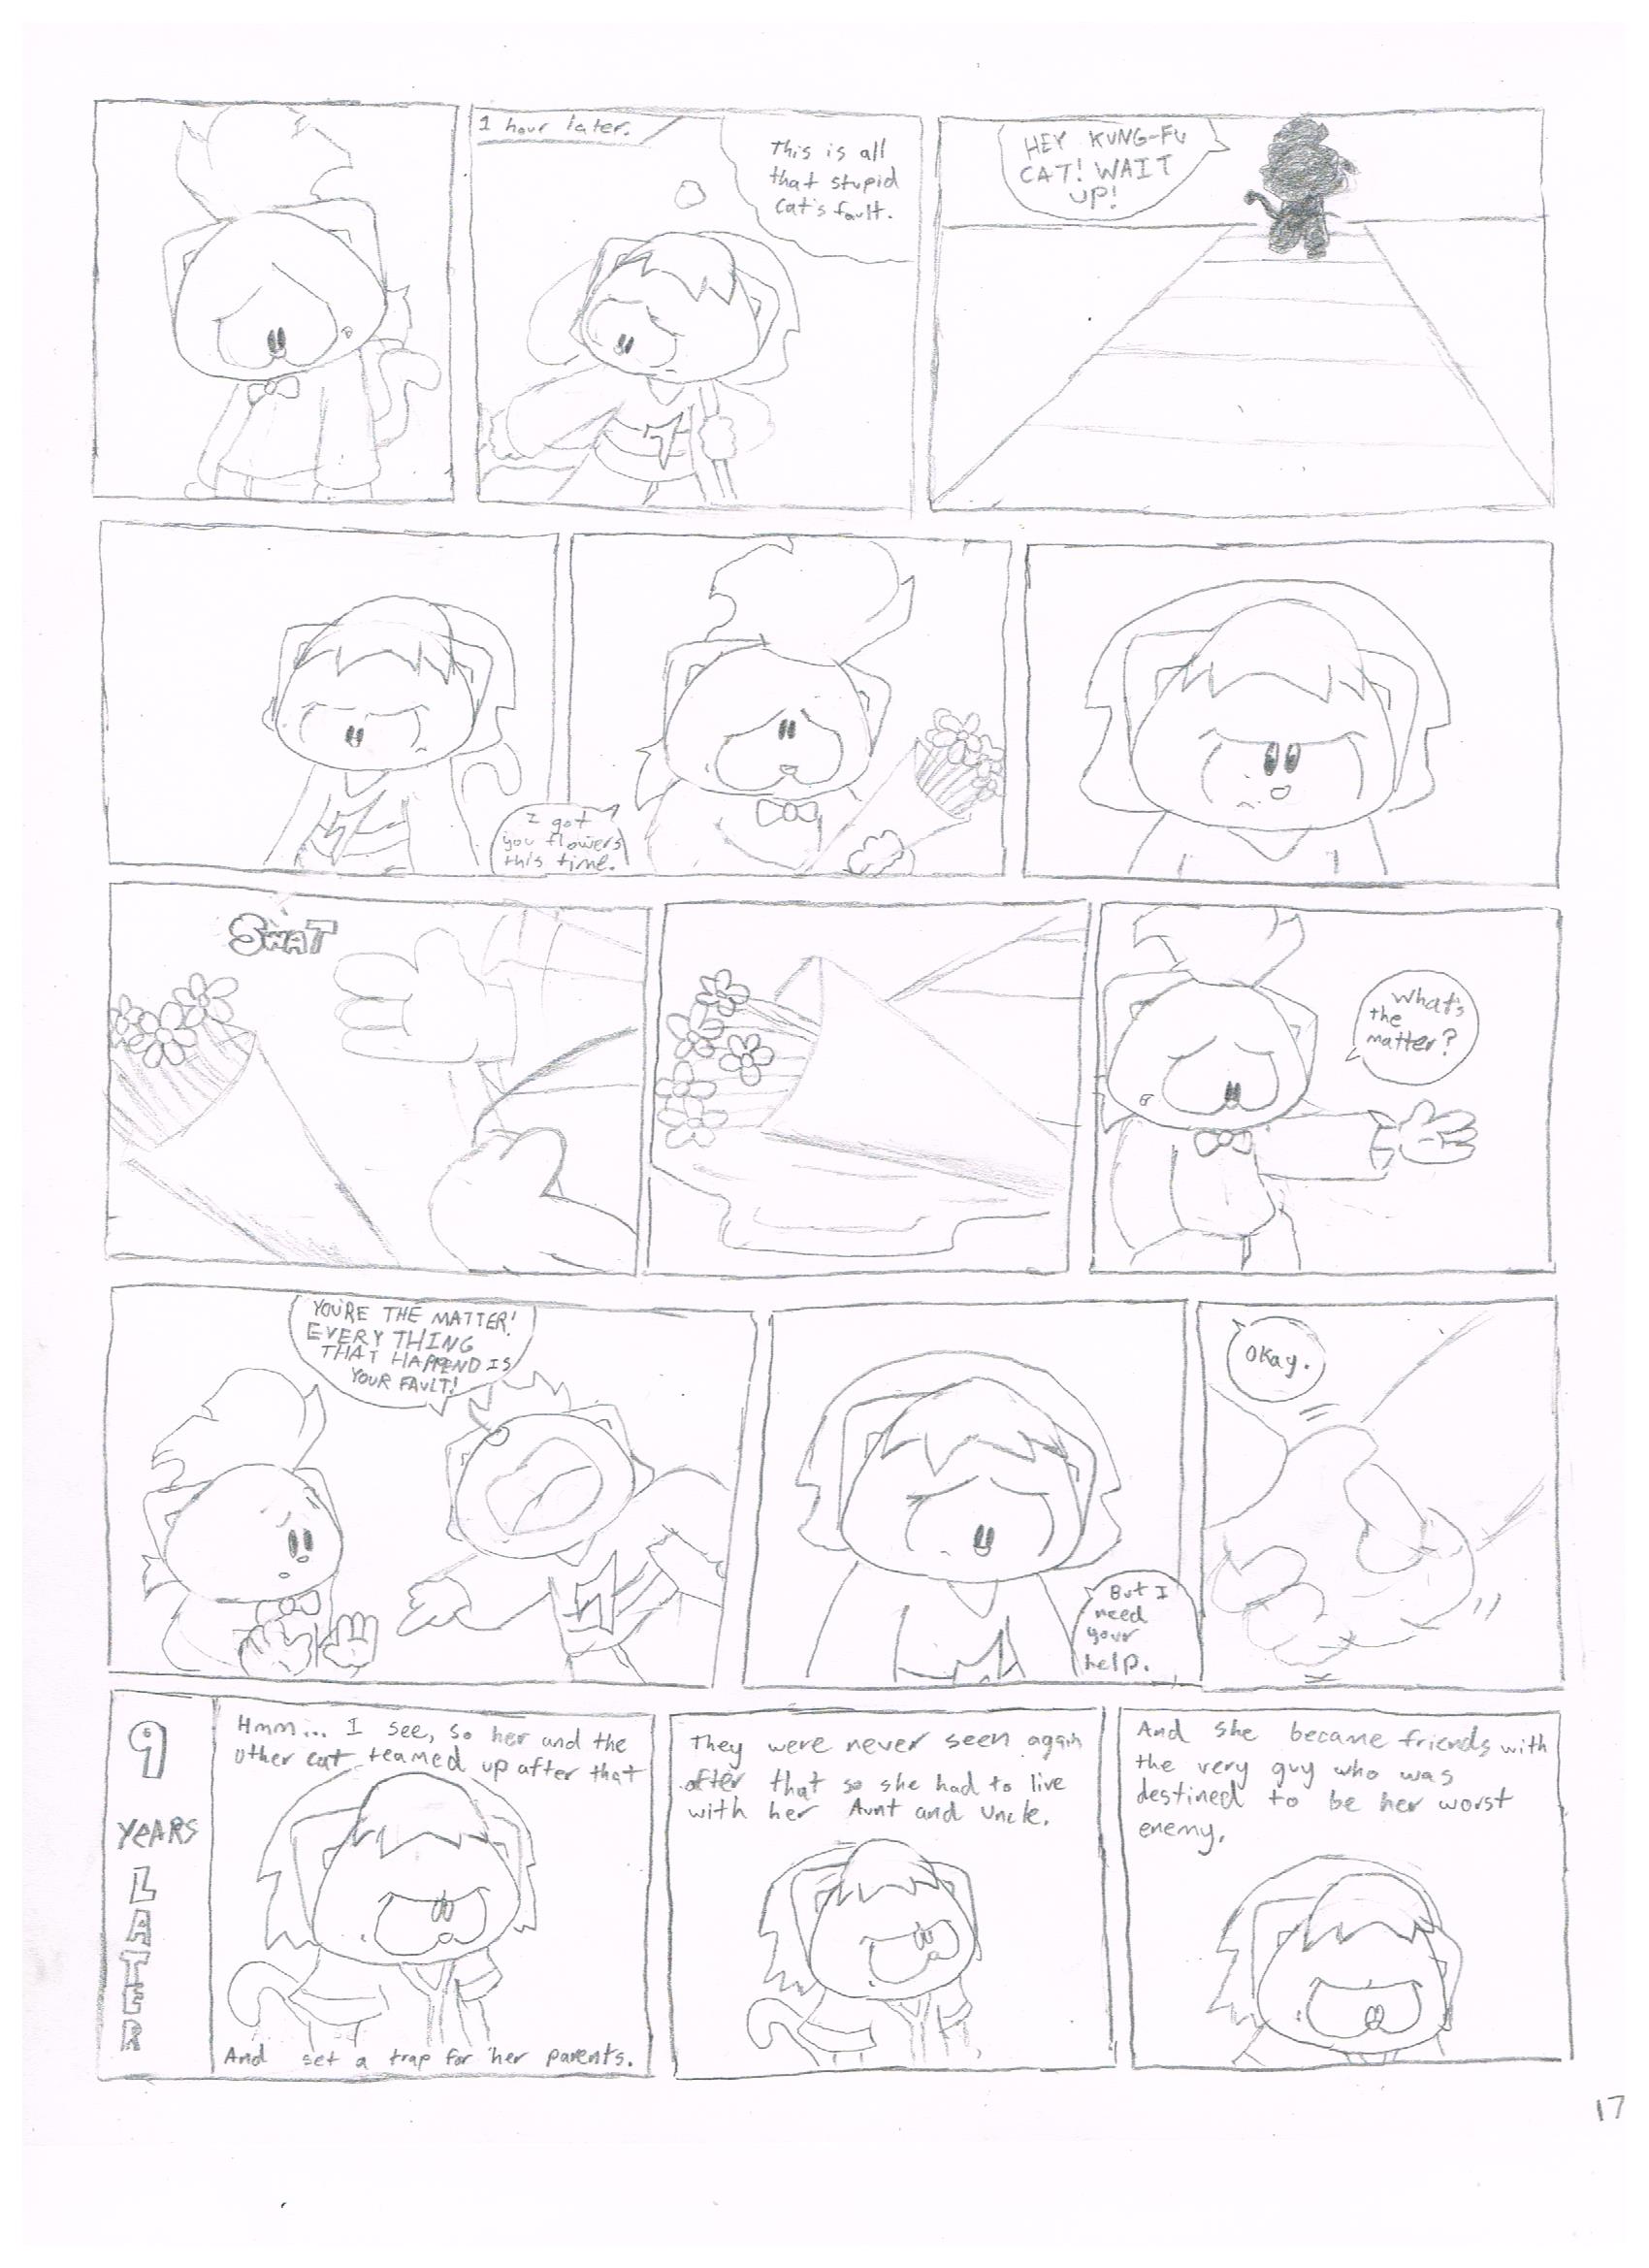 1 hour later.
This is all
that stupid
cat's fault.
HEY KUNG-FU
CAT! WAIT
UP!
I got
you flowers
this time.
SWAT
What's
the
matter?
YOU'RE THE MATTER!
EVERY THING
THAT HAPPEND IS
YOUR FAULT!
But I
need
your
help.
Okay.
9
YEARS
LATER
Hmm... I see, so her and the
other cat teamed up after that
And set a trap for her parents.
They were never seen again
after that so she had to live
with her Aunt and Uncle.
And she became friends with
the very guy who was
destined to be her worst
enemy.
17